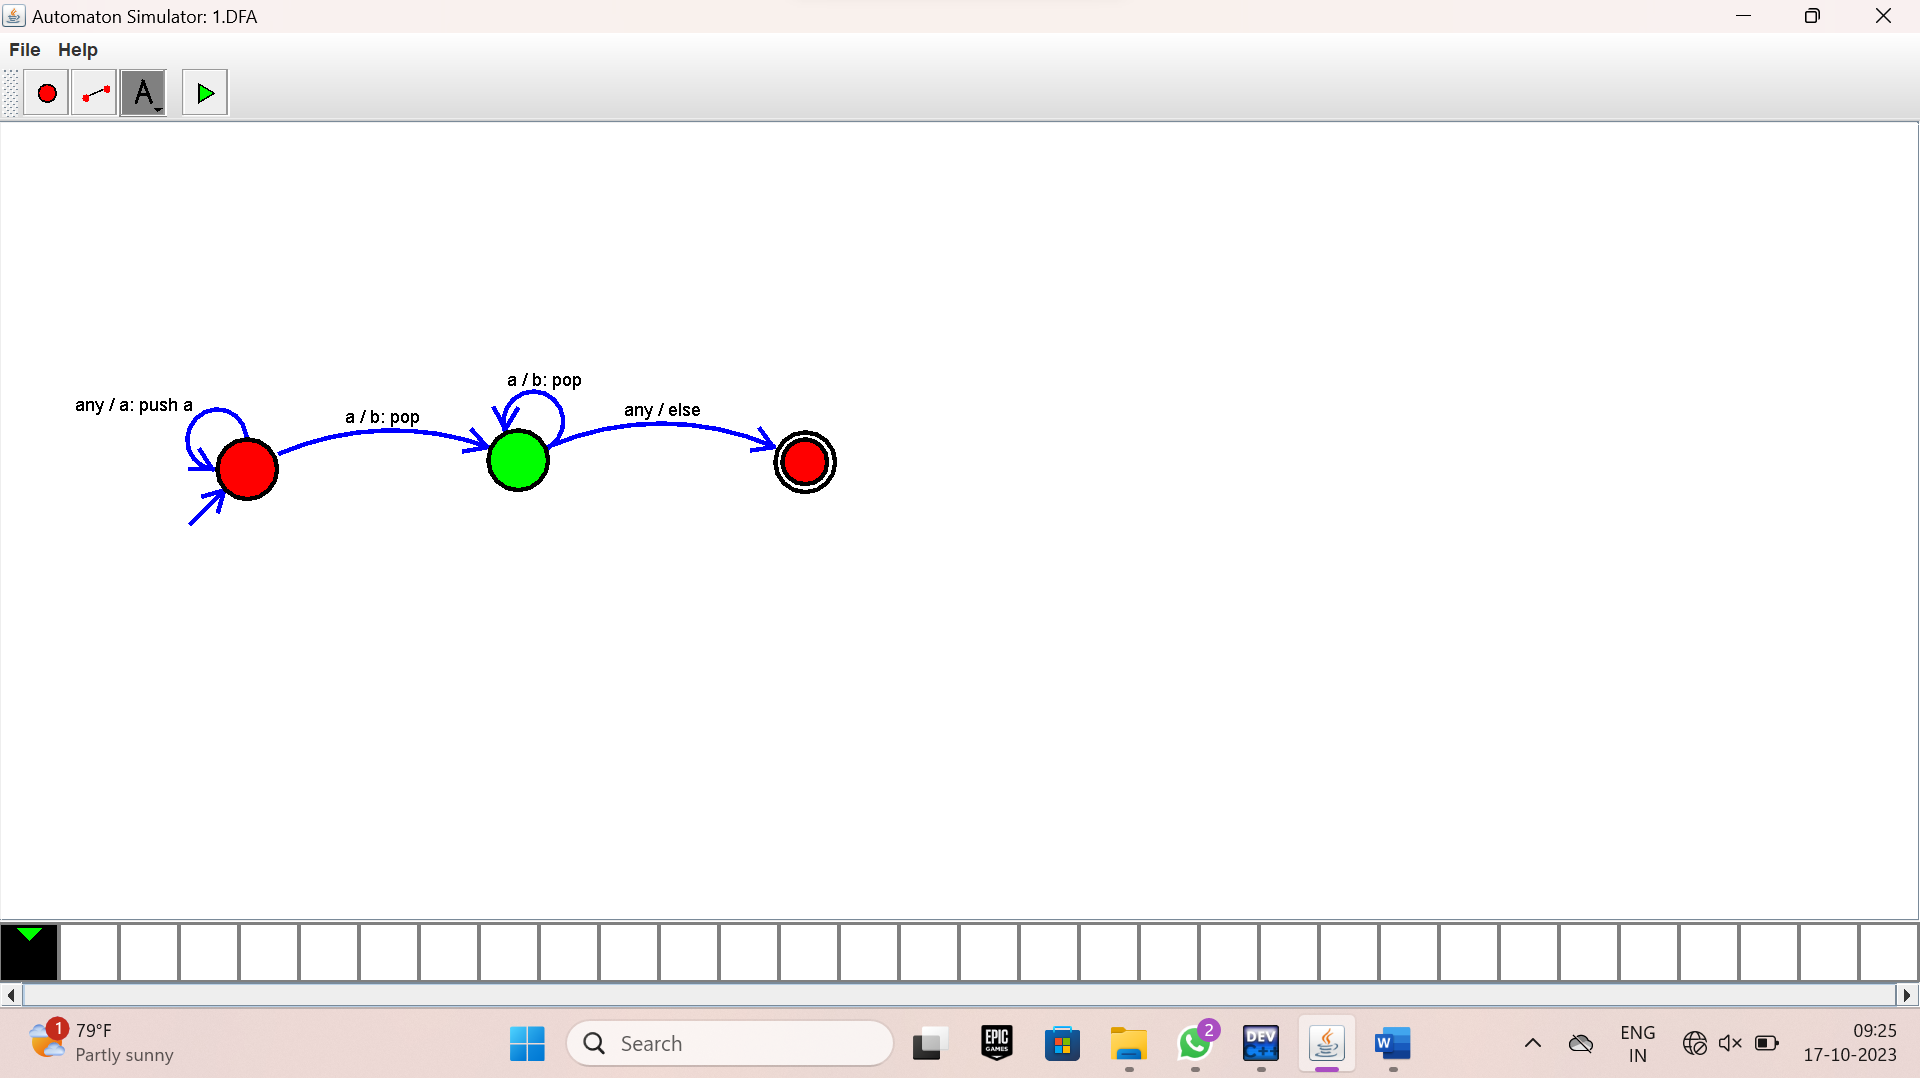 Automaton Simulator: 1.DFA
File Help
A
a / b: pop
any / a: push a
a / b: pop
any / else
1
79°F
Partly sunny
Search
EPIC
GAMES
2
DEV
C++
W
ENG
IN
09:25
17-10-2023